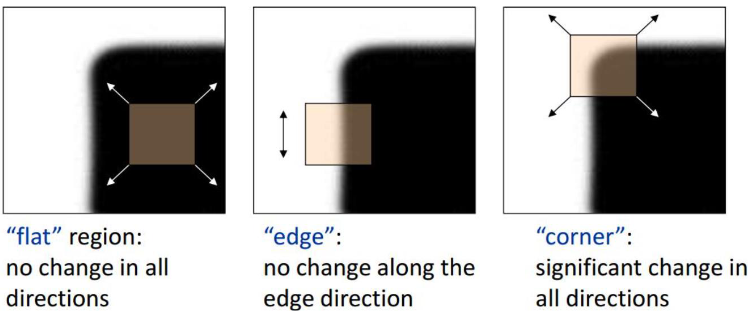 “flat” region:
no change in all
directions
“edge”:
no change along the
edge direction
“corner”:
significant change in
all directions